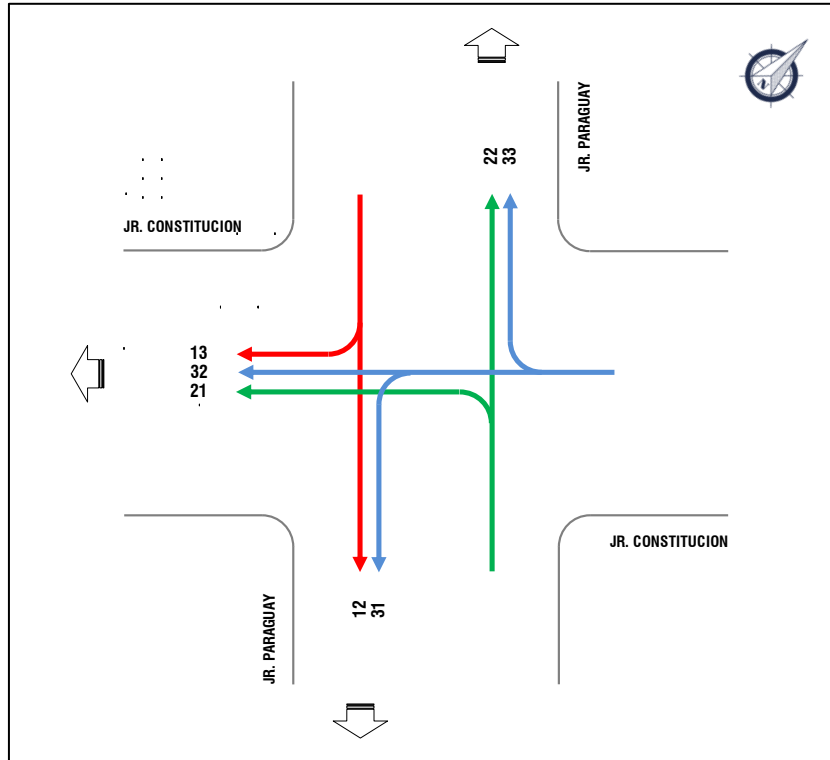 N
JR. PARAGUAY
22
33
JR. CONSTITUCION
13
32
21
JR. CONSTITUCION
JR. PARAGUAY
12
31